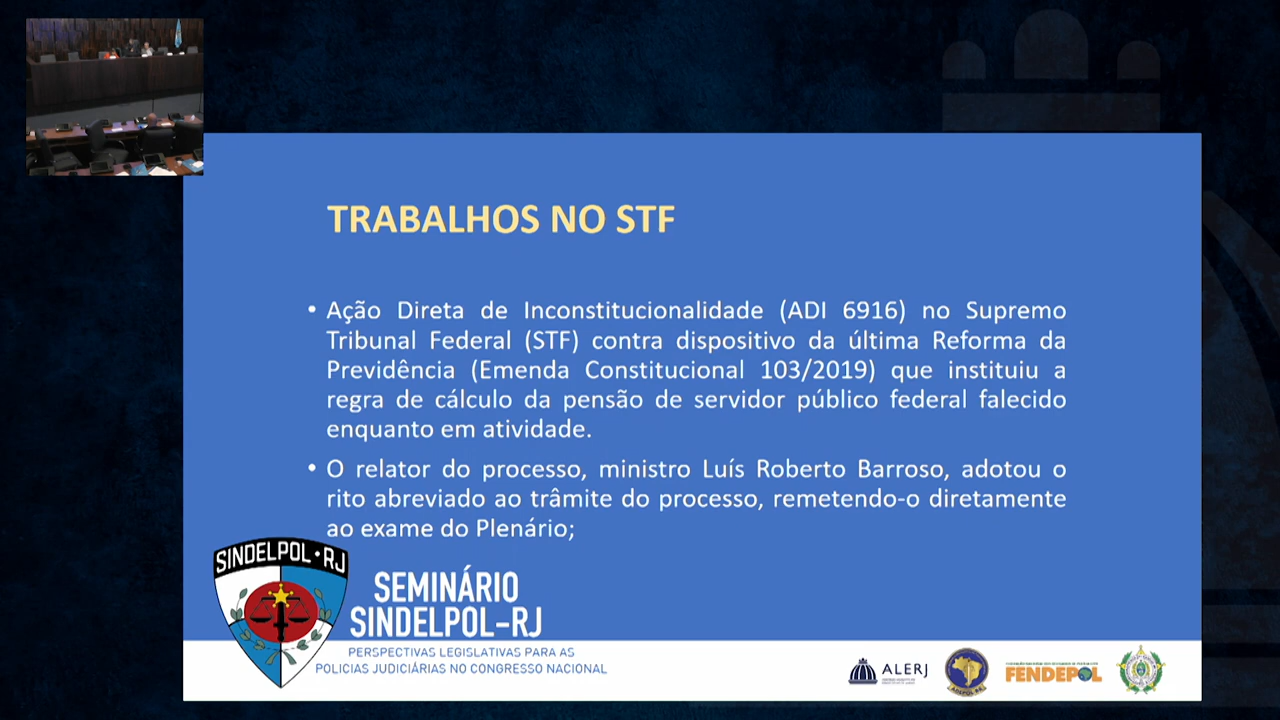 TRABALHOS NO STF
• Ação Direta de Inconstitucionalidade (ADI 6916) no Supremo
Tribunal Federal (STF) contra dispositivo da última Reforma da
Previdência (Emenda Constitucional 103/2019) que instituiu a
regra de cálculo da pensão de servidor público federal falecido
enquanto em atividade.
• O relator do processo, ministro Luís Roberto Barroso, adotou o
rito abreviado ao trâmite do processo, remetendo-o diretamente
ao exame do Plenário;
SINDELPOL • RJ
SEMINÁRIO
SINDELPOL-RJ
PERSPECTIVAS LEGISLATIVAS PARA AS
POLICIAS JUDICIÁRIAS NO CONGRESSO NACIONAL
ALERJ
FENDEPOL